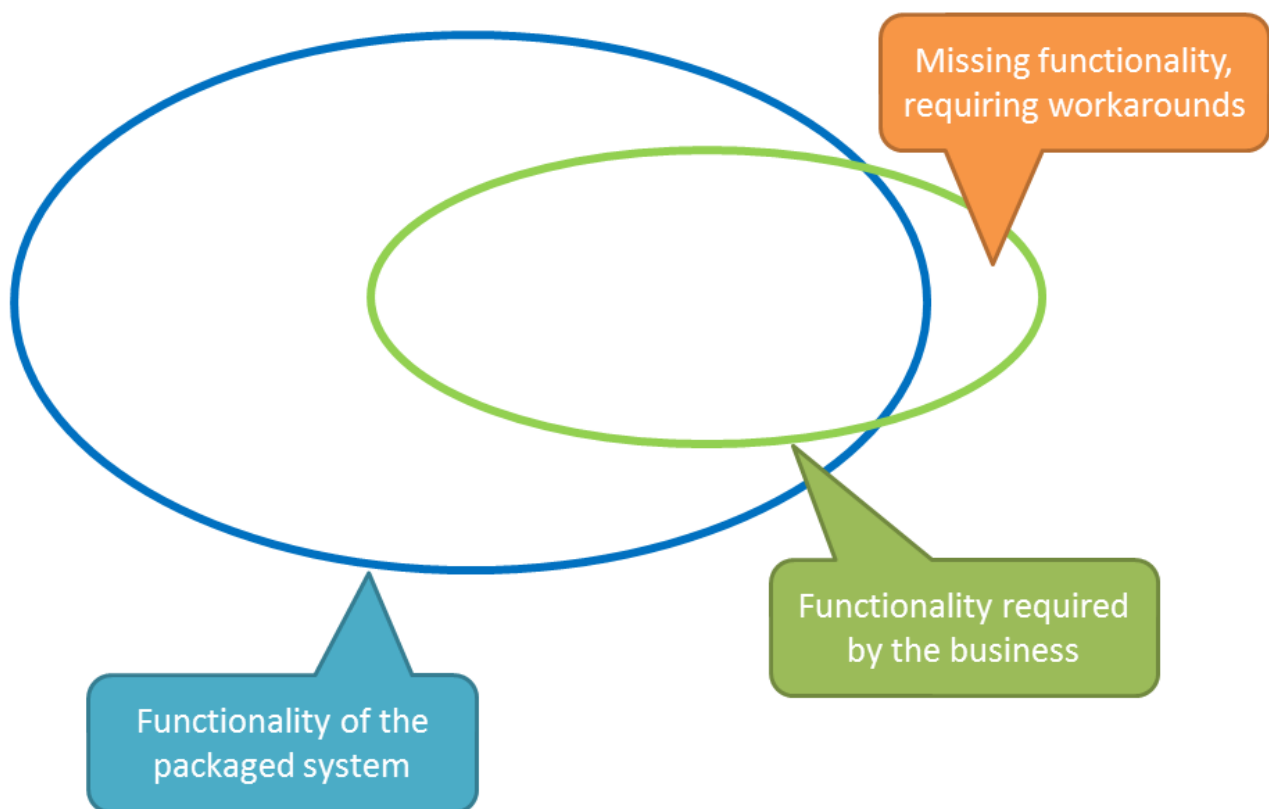 Missing functionality,
requiring workarounds
Functionality required
by the business
Functionality of the
packaged system